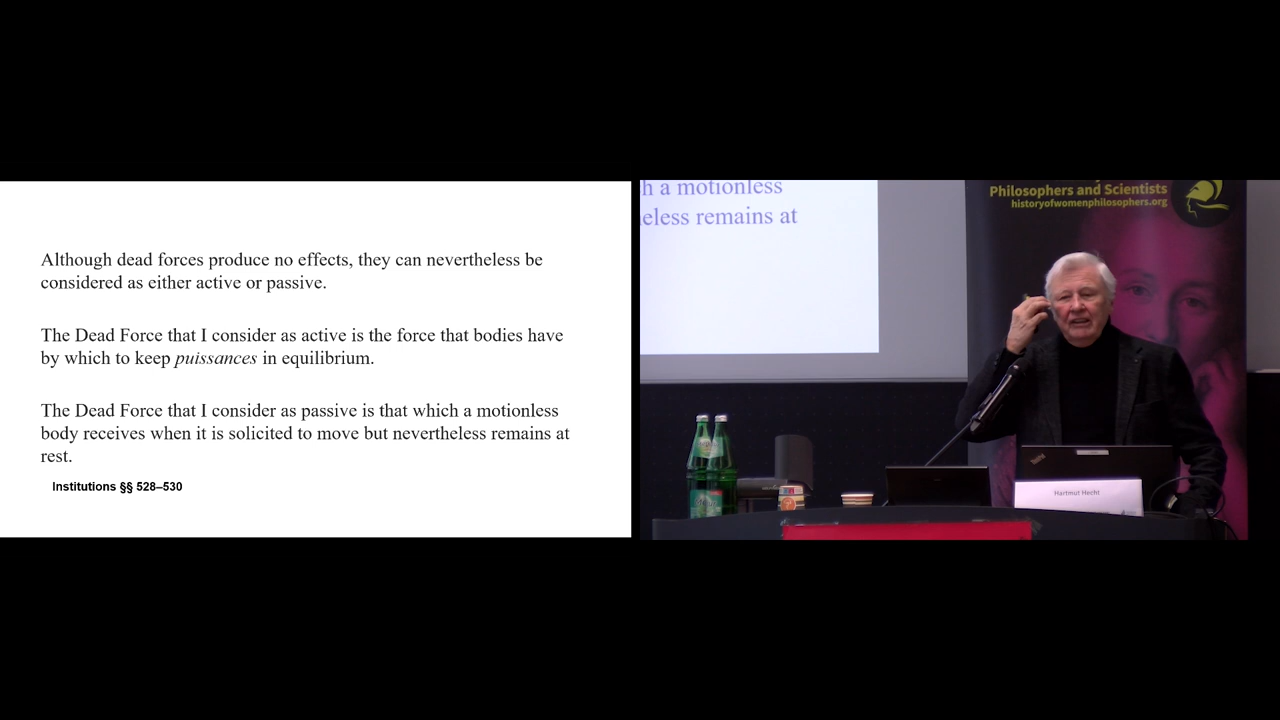 Although dead forces produce no effects, they can nevertheless be
considered as either active or passive.
The Dead Force that I consider as active is the force that bodies have
by which to keep puissances in equilibrium.
The Dead Force that I consider as passive is that which a motionless
body receives when it is solicited to move but nevertheless remains at
rest.
Institutions §§ 528–530
h a motionless
eless remains at
Philosophers and Scientists
historyofwomenphilosophers.org
Hartmut Hecht